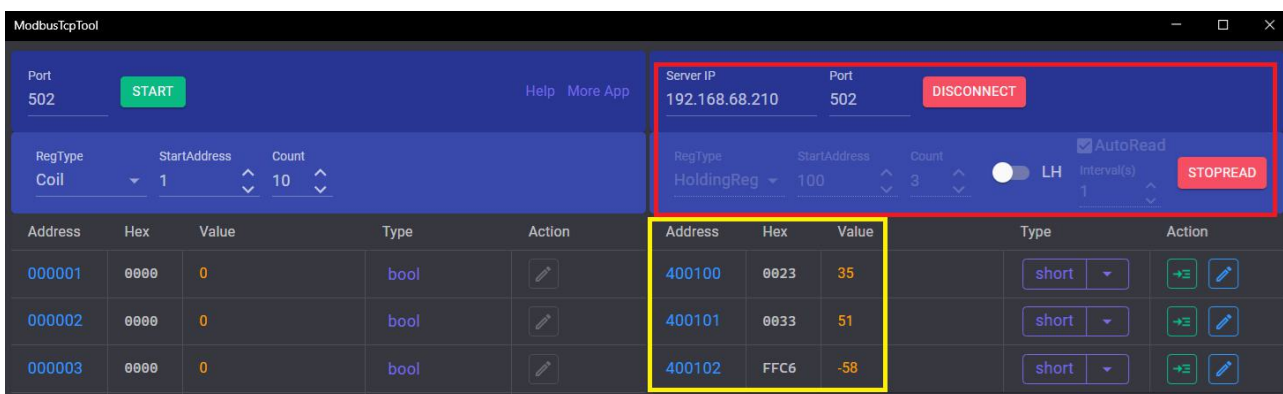 ModbusTcpTool
Port
502
START
Help More App
RegType
Coil
StartAddress
1
Count
10
Address Hex Value Type Action
000001 0000 0 bool
000002 0000 0 bool
000003 0000 0 bool
Server IP
192.168.68.210
Port
502
DISCONNECT
RegType
HoldingReg
StartAddress
100
Count
3
LH
AutoRead
Interval(s)
1
STOPREAD
Address Hex Value Type Action
400100 0023 35 short
400101 0033 51 short
400102 FFC6 -58 short